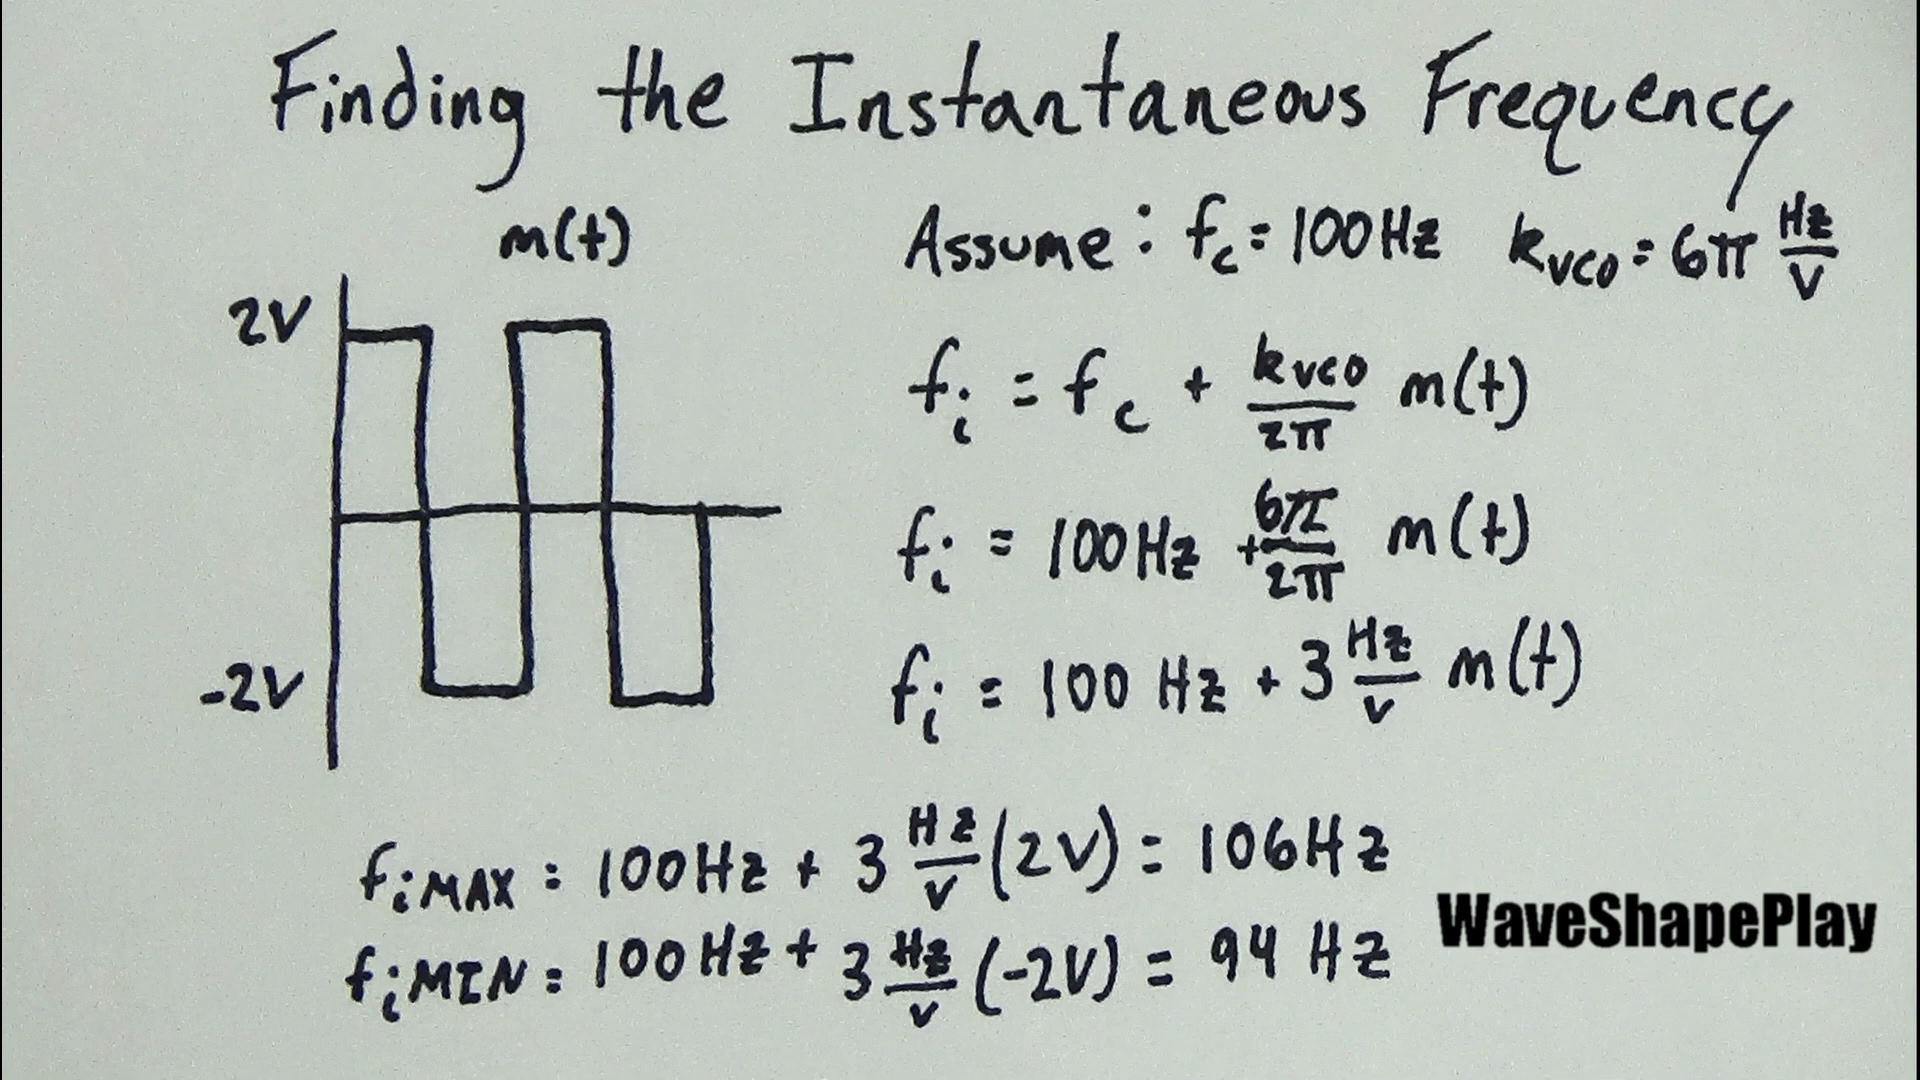 Finding the Instantaneous Frequency
m(t)
2V
-2V
Assume: fc = 100Hz kvco = 6π Hz/V
fi = fc + kvco/2π m(t)
fi = 100Hz + 6π/2π m(t)
fi = 100 Hz + 3 Hz/V m(t)
fiMAX = 100Hz + 3 Hz/V (2V) = 106Hz
fiMIN = 100Hz + 3 Hz/V (-2V) = 94 Hz
WaveShapePlay